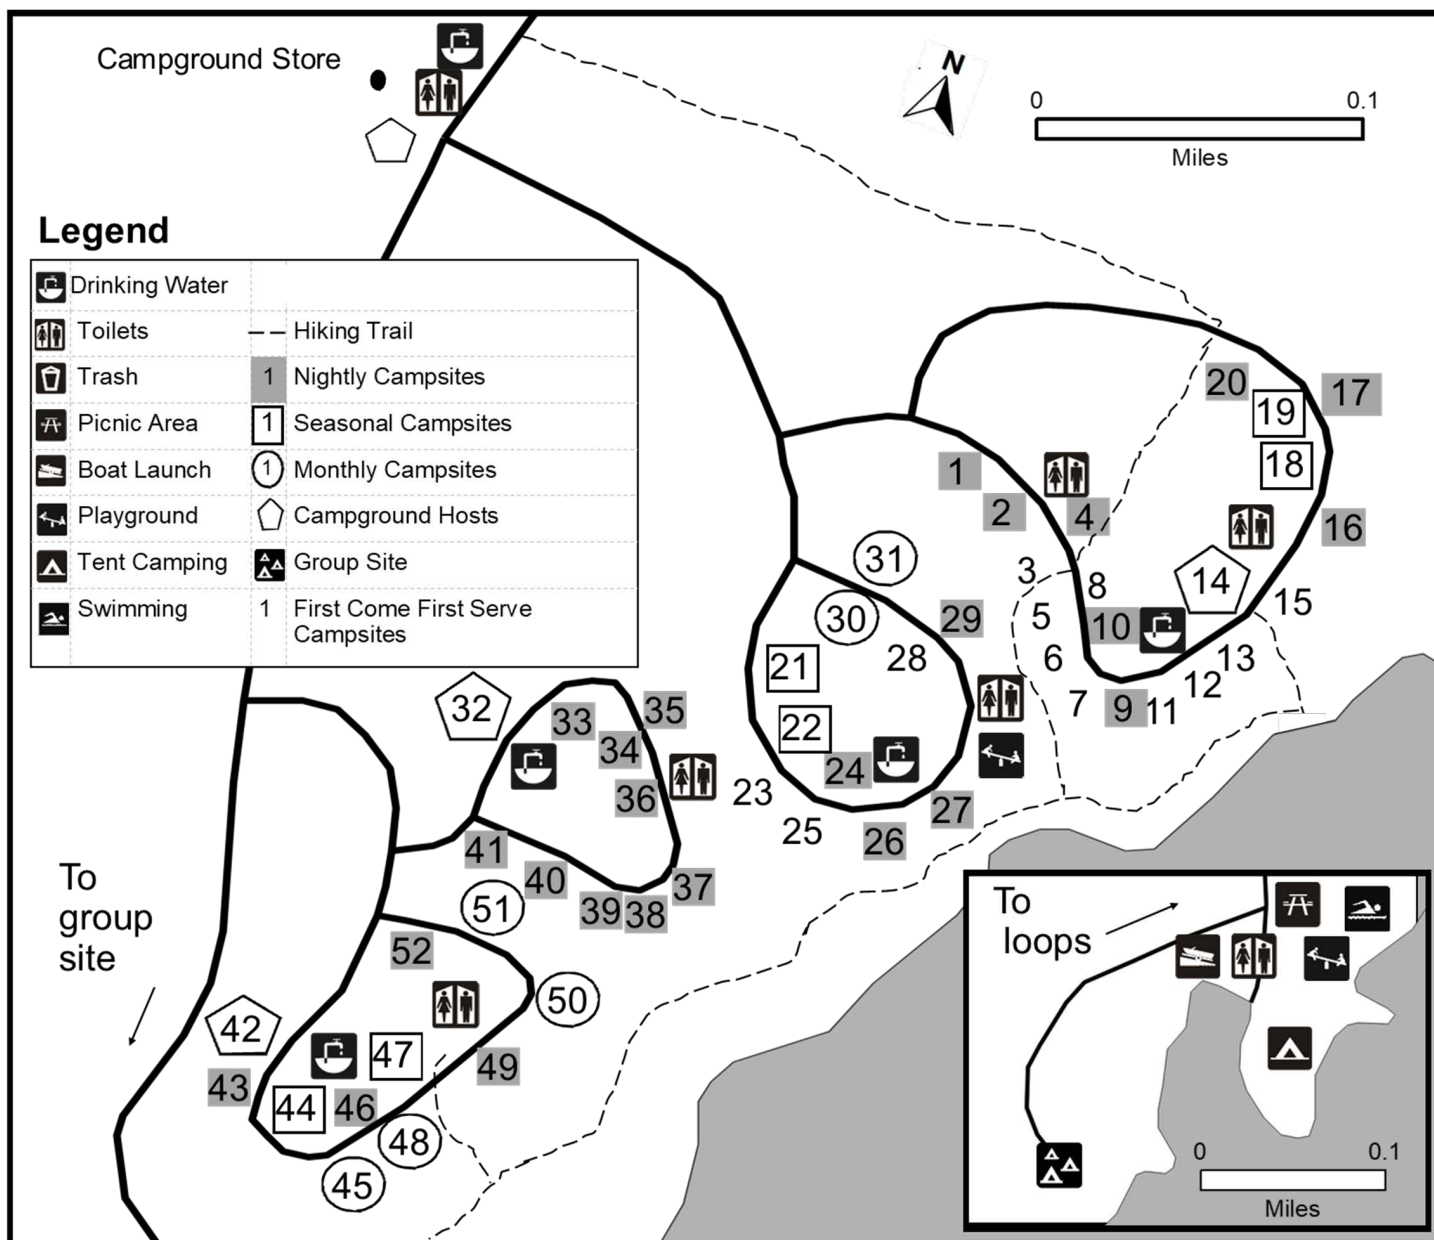 Campground Store
N
0 0.1
Miles
Legend
Drinking Water
Toilets
Hiking Trail
Trash
1 Nightly Campsites
Picnic Area
1 Seasonal Campsites
Boat Launch
1 Monthly Campsites
Playground
Campground Hosts
Tent Camping
Group Site
Swimming
1 First Come First Serve
Campsites
20
19
17
18
16
1
2
4
31
3
8
14
15
30
5
10
29
28
6
13
12
21
7
9
11
22
24
23
25
27
26
32
33
35
34
36
41
40
37
39
38
51
52
50
42
47
49
43
44
46
48
45
To
group
site
To
loops
0 0.1
Miles